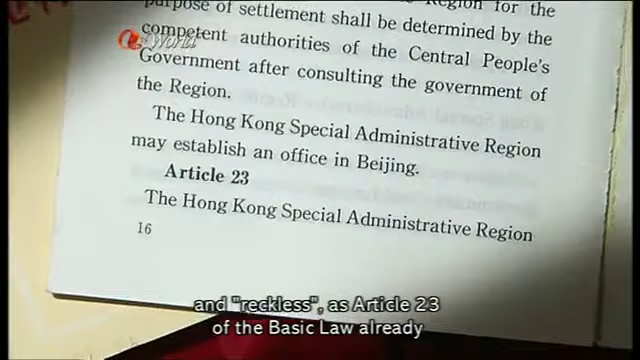 purpose of settlement shall be determined by the
competent authorities of the Central People's
Government after consulting the government of
the Region.
The Hong Kong Special Administrative Region
may establish an office in Beijing.
Article 23
The Hong Kong Special Administrative Region
16
aTV World
and "reckless", as Article 23
of the Basic Law already